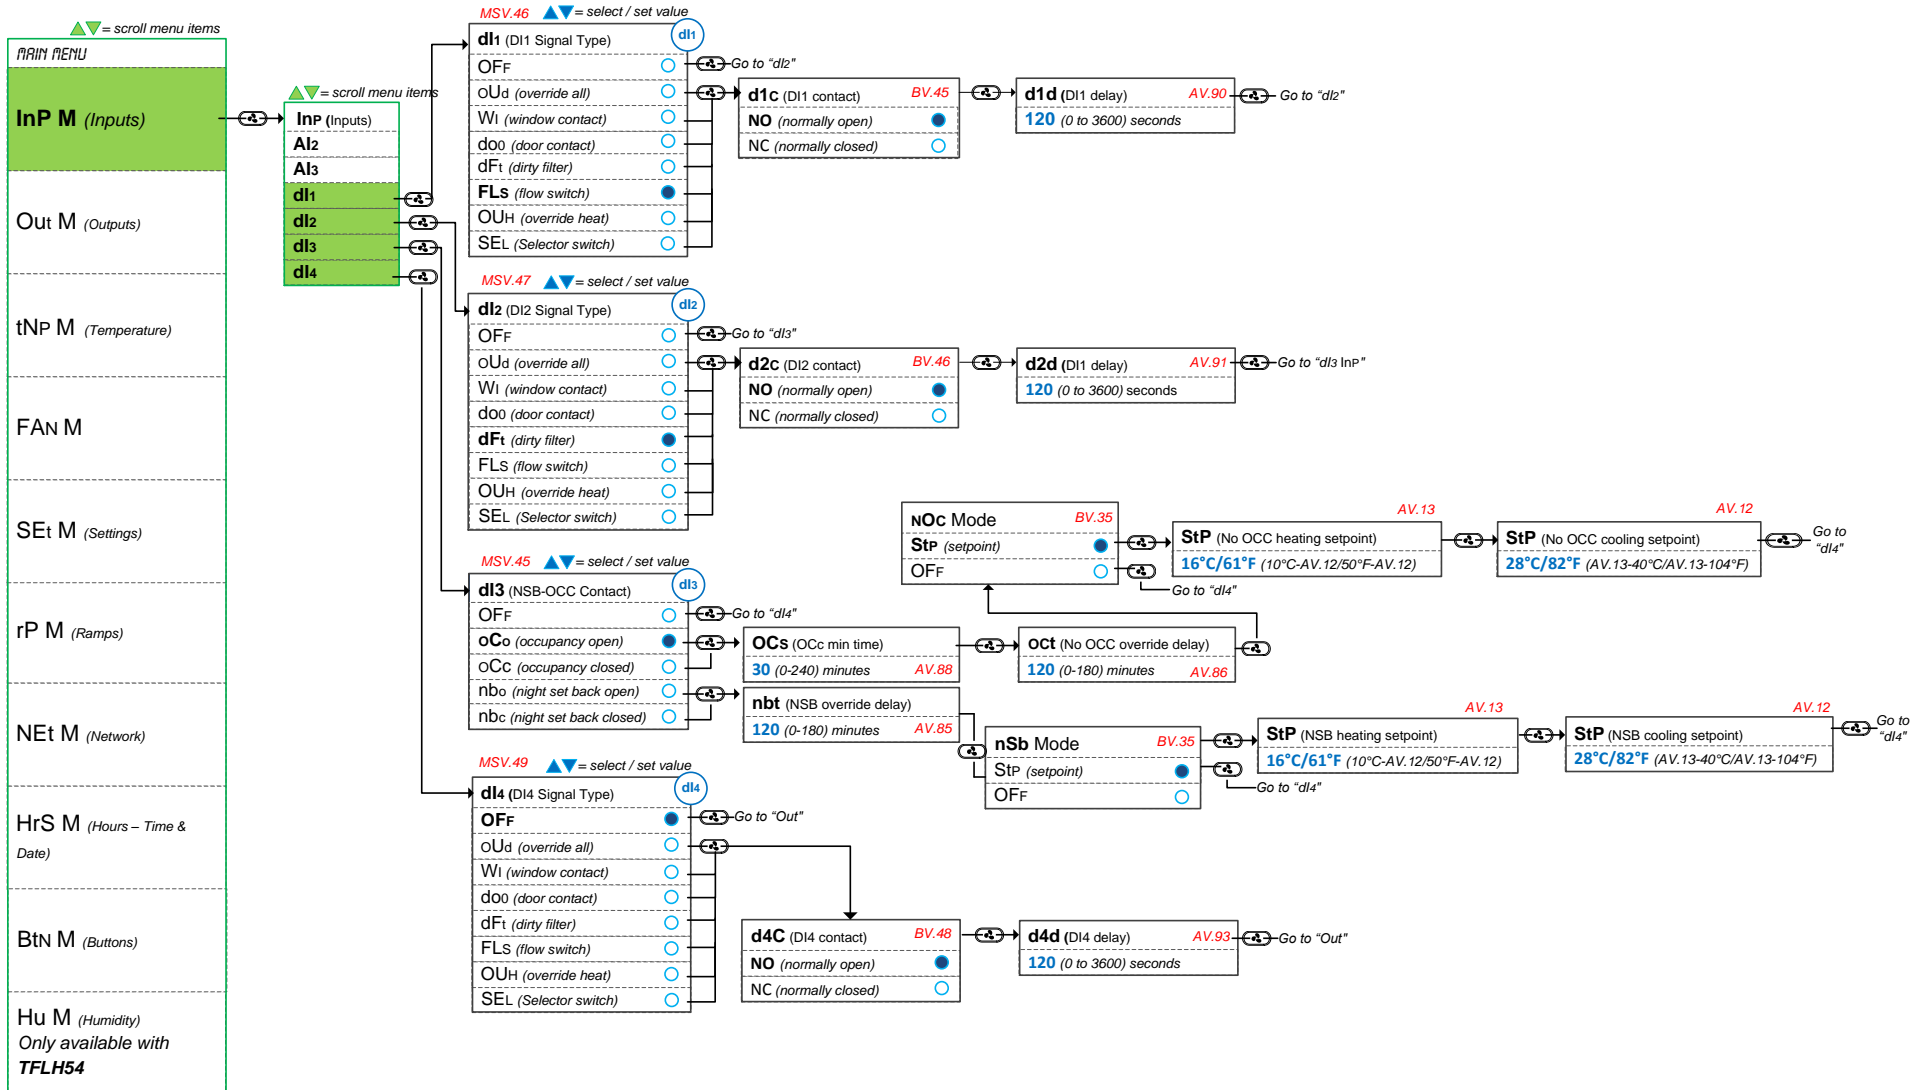 = scroll menu items
MAIN MENU
InP M (Inputs)
Out M (Outputs)
tNP M (Temperature)
FAN M
SEt M (Settings)
rP M (Ramps)
NEt M (Network)
HrS M (Hours – Time &
Date)
BtN M (Buttons)
Hu M (Humidity)
Only available with
TFLH54
= scroll menu items
InP (Inputs)
AI2
AI3
dI1
dI2
dI3
dI4
MSV.46 = select / set value
dI1 (DI1 Signal Type) dI1
OFF Go to “dI2”
oUd (override all)
WI (window contact)
doo (door contact)
dFt (dirty filter)
FLs (flow switch)
OUH (override heat)
SEL (Selector switch)
d1c (DI1 contact) BV.45
NO (normally open)
NC (normally closed)
d1d (DI1 delay) AV.90 Go to “dI2”
120 (0 to 3600) seconds
MSV.47 = select / set value
dI2 (DI2 Signal Type) dI2
OFF Go to “dI3”
oUd (override all)
WI (window contact)
doo (door contact)
dFt (dirty filter)
FLs (flow switch)
OUH (override heat)
SEL (Selector switch)
d2c (DI2 contact) BV.46
NO (normally open)
NC (normally closed)
d2d (DI1 delay) AV.91 Go to “dI3 InP”
120 (0 to 3600) seconds
MSV.45 = select / set value
dI3 (NSB-OCC Contact) dI3
OFF Go to “dI4”
oCo (occupancy open)
oCc (occupancy closed)
nbo (night set back open)
nbc (night set back closed)
OCs (OCc min time)
30 (0-240) minutes AV.88
oct (No OCC override delay)
120 (0-180) minutes AV.86
NOc Mode BV.35
StP (setpoint)
OFF
Go to “dI4”
AV.13
StP (No OCC heating setpoint)
16°C/61°F (10°C-AV.12/50°F-AV.12)
AV.12
StP (No OCC cooling setpoint)
28°C/82°F (AV.13-40°C/AV.13-104°F)
Go to
“dI4”
nbt (NSB override delay)
120 (0-180) minutes AV.85
nSb Mode BV.35
StP (setpoint)
OFF
Go to “dI4”
AV.13
StP (NSB heating setpoint)
16°C/61°F (10°C-AV.12/50°F-AV.12)
AV.12
StP (NSB cooling setpoint)
28°C/82°F (AV.13-40°C/AV.13-104°F)
Go to
“dI4”
MSV.49 = select / set value
dI4 (DI4 Signal Type) dI4
OFF Go to “Out”
oUd (override all)
WI (window contact)
doo (door contact)
dFt (dirty filter)
FLS (flow switch)
OUH (override heat)
SEL (Selector switch)
d4C (DI4 contact) BV.48
NO (normally open)
NC (normally closed)
d4d (DI4 delay) AV.93 Go to “Out”
120 (0 to 3600) seconds